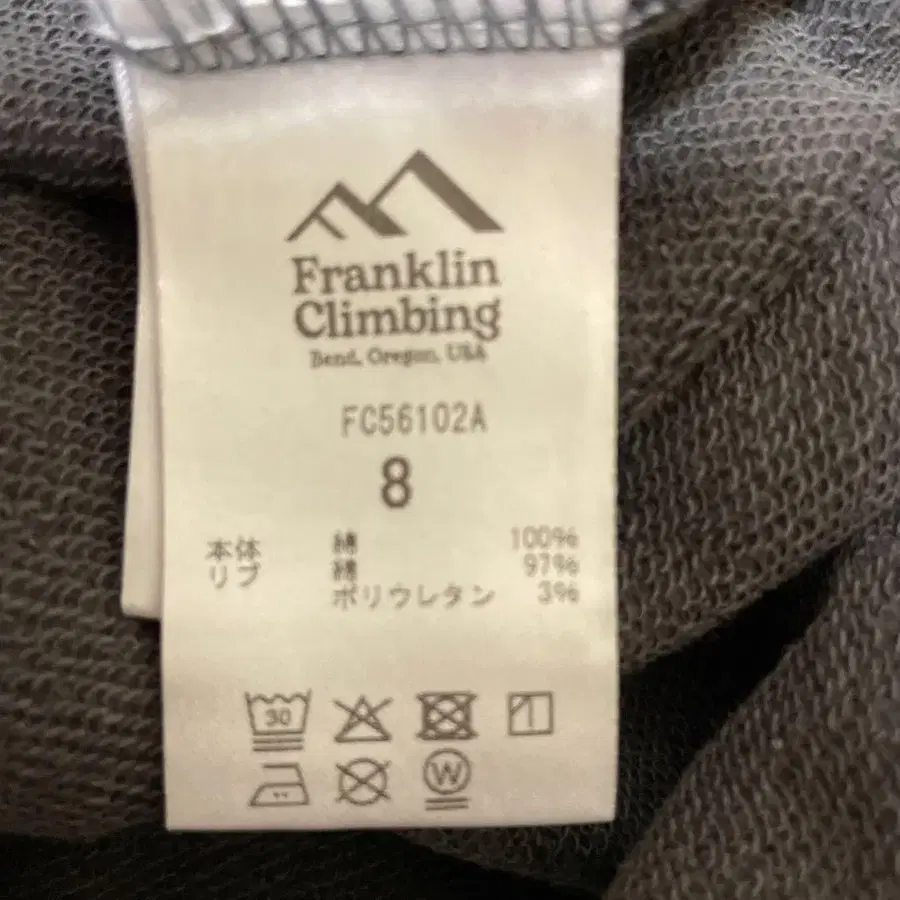 Franklin
Climbing
Bend, Oregon, USA
FC56102A
8
本体 綿 100%
リブ 綿 97%
ポリウレタン 3%
30
W